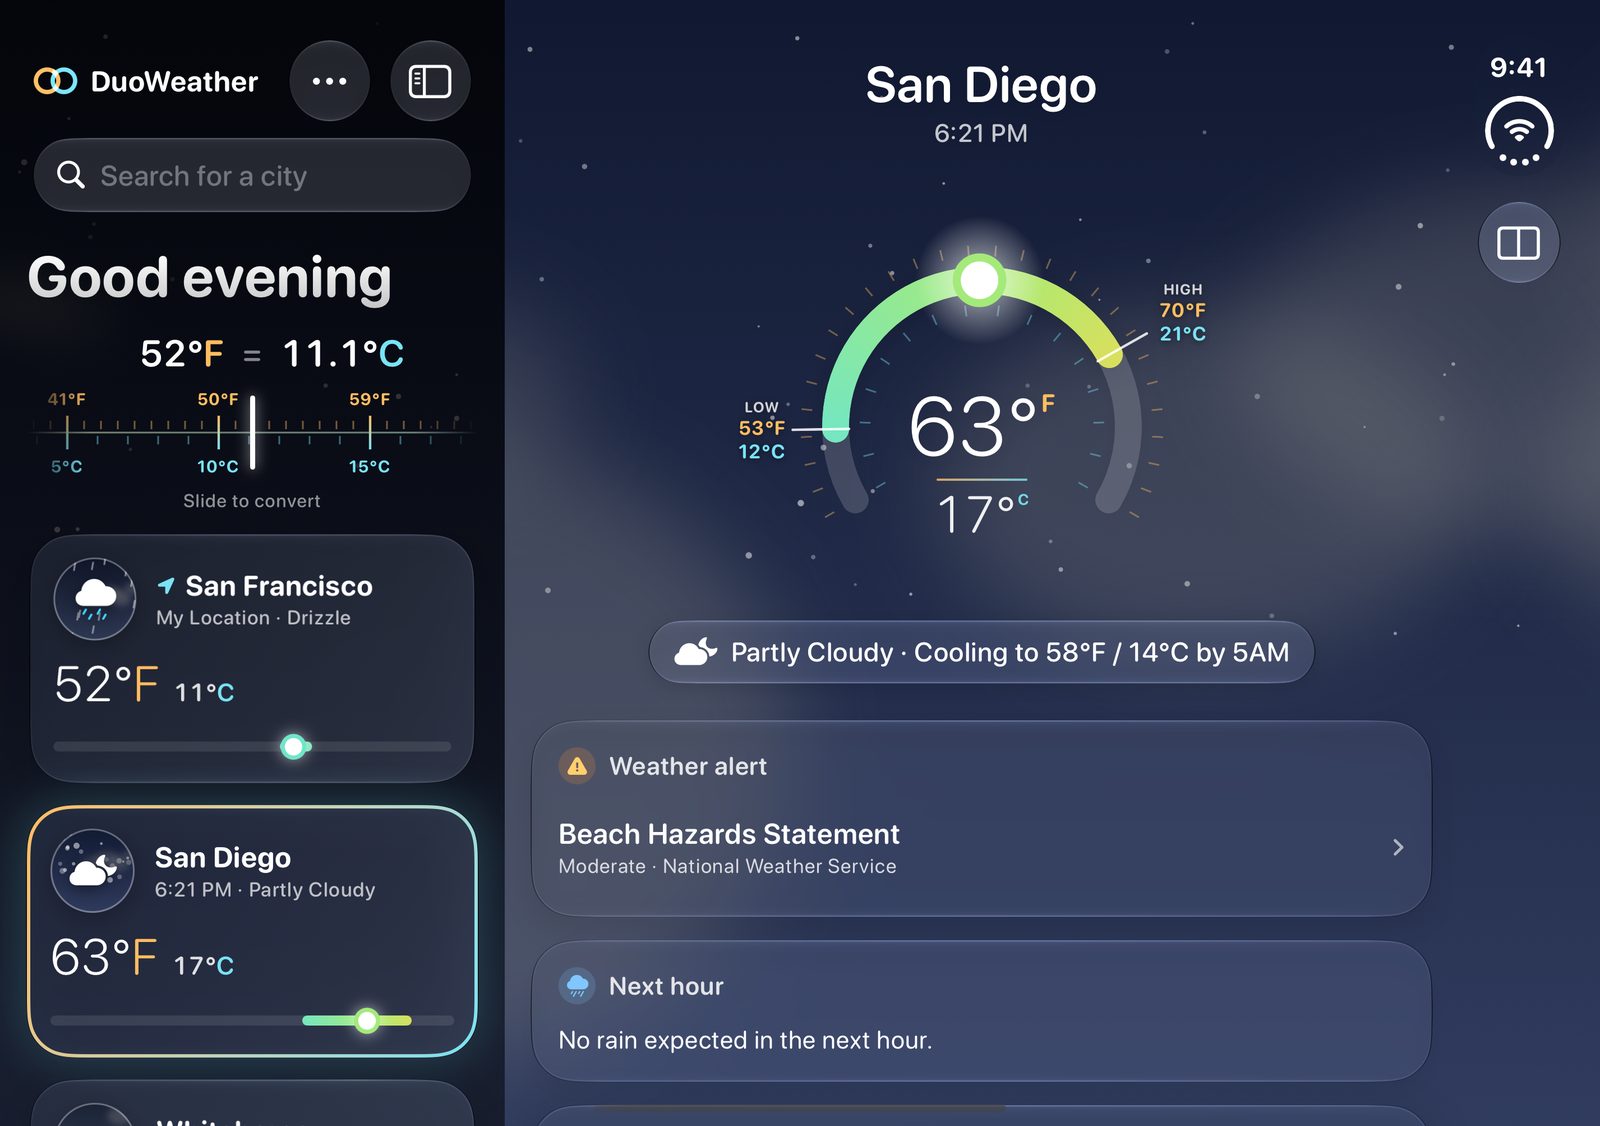 DuoWeather
Search for a city
Good evening
52°F = 11.1°C
41°F 50°F 59°F
5°C 10°C 15°C
Slide to convert
San Francisco
My Location · Drizzle
52°F 11°C
San Diego
6:21 PM · Partly Cloudy
63°F 17°C
San Diego
6:21 PM
9:41
HIGH
70°F
21°C
LOW
53°F
12°C
63°F
17°C
Partly Cloudy · Cooling to 58°F / 14°C by 5AM
Weather alert
Beach Hazards Statement
Moderate · National Weather Service
Next hour
No rain expected in the next hour.